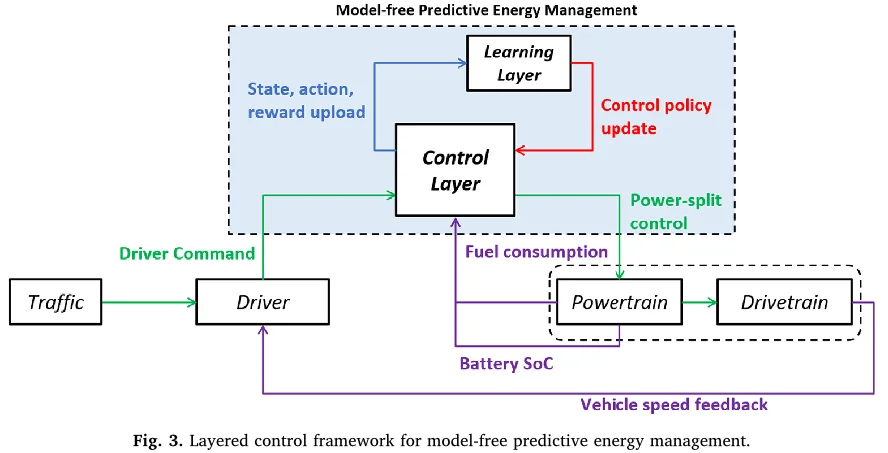 Model-free Predictive Energy Management
Learning
Layer
State, action,
reward upload
Control policy
update
Control
Layer
Power-split
control
Driver Command
Fuel consumption
Traffic
Driver
Powertrain
Drivetrain
Battery SoC
Vehicle speed feedback
Fig. 3. Layered control framework for model-free predictive energy management.